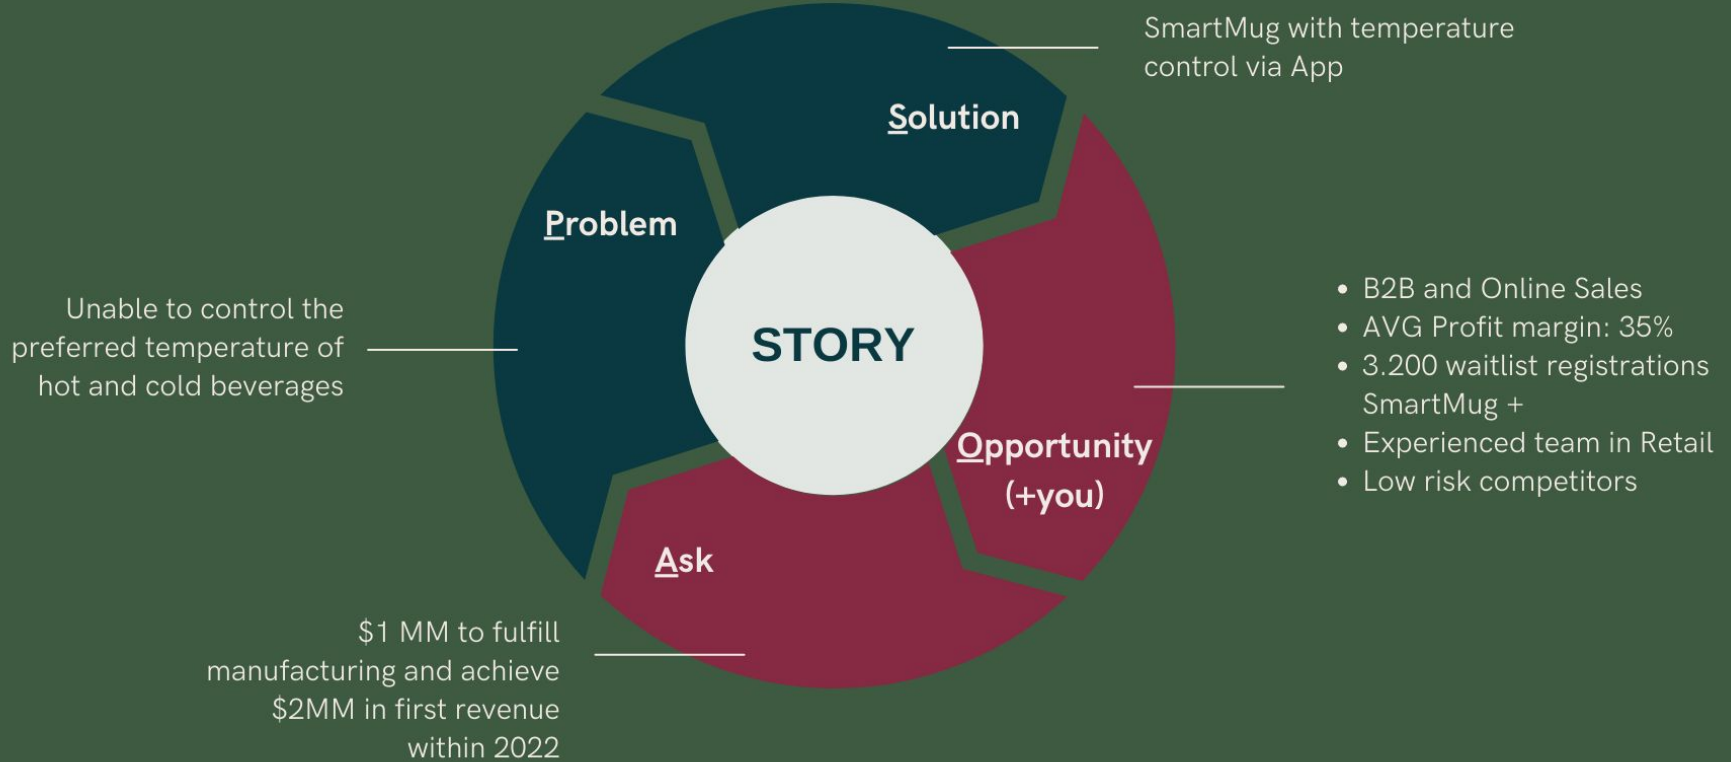 SmartMug with temperature
control via App
Solution
Problem
Unable to control the
preferred temperature of
hot and cold beverages
STORY
• B2B and Online Sales
• AVG Profit margin: 35%
• 3.200 waitlist registrations
SmartMug +
• Experienced team in Retail
• Low risk competitors
Opportunity
(+you)
Ask
$1 MM to fulfill
manufacturing and achieve
$2MM in first revenue
within 2022